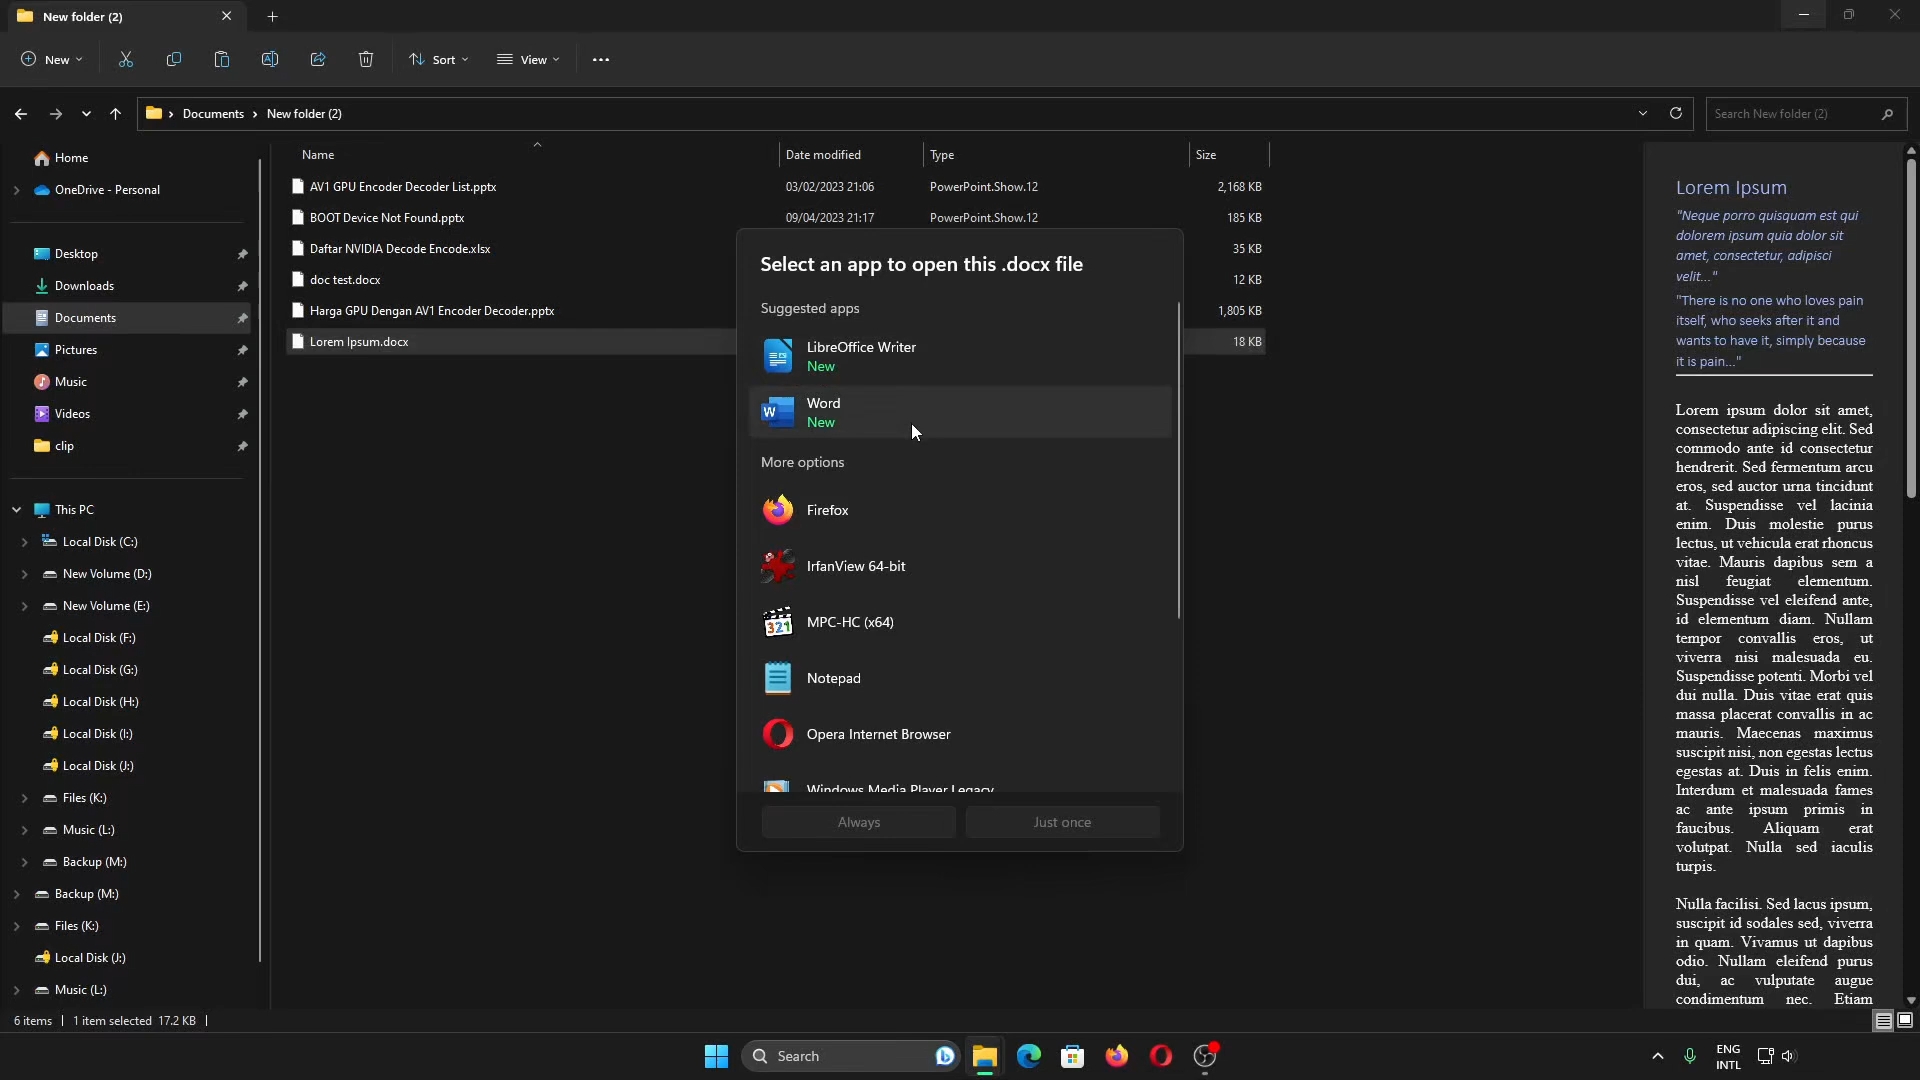 New folder (2)
New
Sort
View
Documents
New folder (2)
Search New folder (2)
Home
OneDrive - Personal
Desktop
Downloads
Documents
Pictures
Music
Videos
clip
This PC
Local Disk (C:)
New Volume (D:)
New Volume (E:)
Local Disk (F:)
Local Disk (G:)
Local Disk (H:)
Local Disk (I:)
Local Disk (J:)
Files (K:)
Music (L:)
Backup (M:)
Backup (M:)
Files (K:)
Local Disk (J:)
Music (L:)
Name Date modified Type Size
AV1 GPU Encoder Decoder List.pptx 03/02/2023 21:06 PowerPoint.Show.12 2,168 KB
BOOT Device Not Found.pptx 09/04/2023 21:17 PowerPoint.Show.12 185 KB
Daftar NVIDIA Decode Encode.xlsx 35 KB
doc test.docx 12 KB
Harga GPU Dengan AV1 Encoder Decoder.pptx 1,805 KB
Lorem Ipsum.docx 18 KB
Select an app to open this .docx file
Suggested apps
LibreOffice Writer
New
Word
New
More options
Firefox
IrfanView 64-bit
321
MPC-HC (x64)
Notepad
Opera Internet Browser
Windows Media Player Legacy
Always Just once
Lorem Ipsum
"Neque porro quisquam est qui
dolorem ipsum quia dolor sit
amet, consectetur, adipisci
velit..."
"There is no one who loves pain
itself, who seeks after it and
wants to have it, simply because
it is pain..."
Lorem ipsum dolor sit amet,
consectetur adipiscing elit. Sed
commodo ante id consectetur
hendrerit. Sed fermentum arcu
eros, sed auctor urna tincidunt
at. Suspendisse vel lacinia
enim. Duis molestie purus
lectus, ut vehicula erat rhoncus
vitae. Mauris dapibus sem a
nisl feugiat elementum.
Suspendisse vel eleifend ante,
id elementum diam. Nullam
tempor convallis eros, ut
viverra nisi malesuada eu.
Suspendisse potenti. Morbi vel
dui nulla. Duis vitae erat quis
massa placerat convallis in ac
mauris. Maecenas maximus
suscipit nisi, non egestas lectus
egestas at. Duis in felis enim.
Interdum et malesuada fames
ac ante ipsum primis in
faucibus. Aliquam erat
volutpat. Nulla sed iaculis
turpis.
Nulla facilisi. Sed lacus ipsum,
suscipit id sodales sed, viverra
in quam. Vivamus ut dapibus
odio. Nullam eleifend purus
dui, ac vulputate augue
condimentum nec. Etiam
6 items 1 item selected 17.2 KB
Search
ENG
INTL